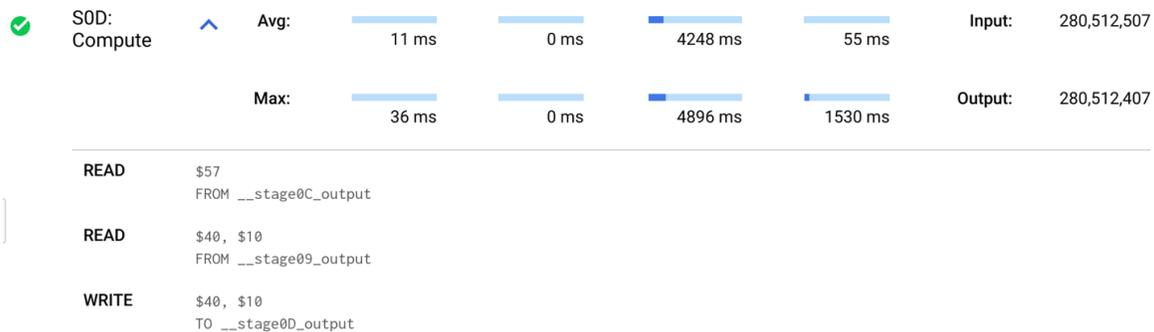 S0D:
Compute
Avg:
11 ms
0 ms
4248 ms
55 ms
Input:
280,512,507
Max:
36 ms
0 ms
4896 ms
1530 ms
Output:
280,512,407
READ
$57
FROM __stage0C_output
READ
$40, $10
FROM __stage09_output
WRITE
$40, $10
TO __stage0D_output